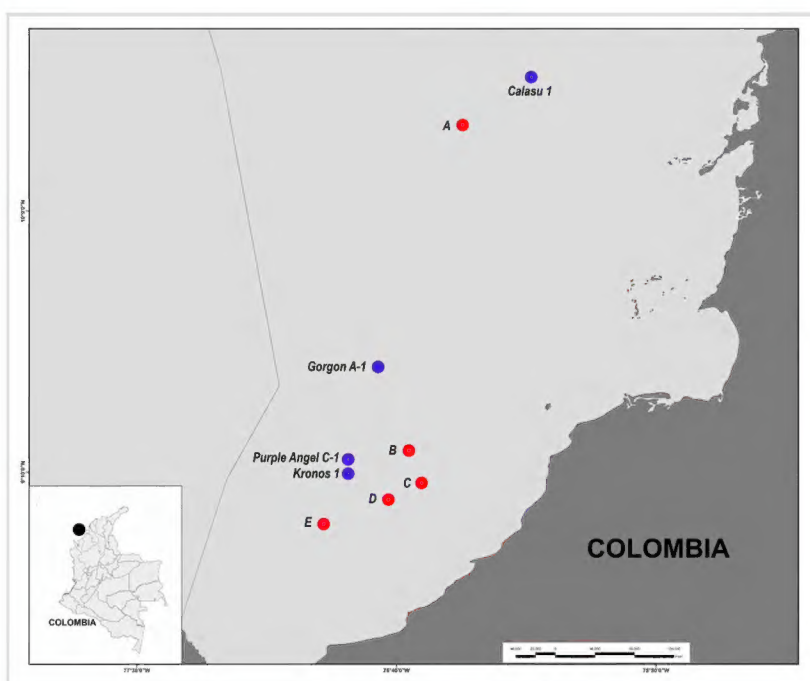 Calasu 1
A
Gorgon A-1
B
Purple Angel C-1
Kronos 1
C
D
E
COLOMBIA
COLOMBIA